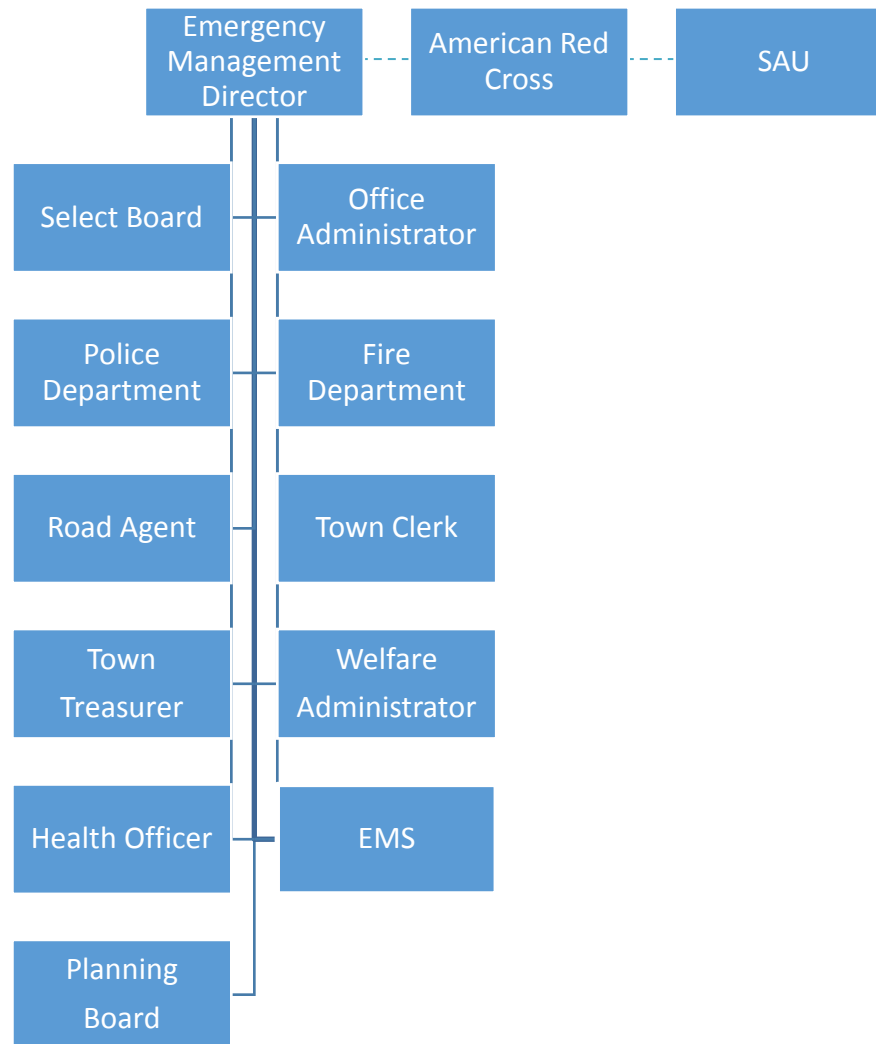 Emergency
Management
Director
American Red
Cross
SAU
Select Board
Office
Administrator
Police
Department
Fire
Department
Road Agent
Town Clerk
Town
Treasurer
Welfare
Administrator
Health Officer
EMS
Planning
Board